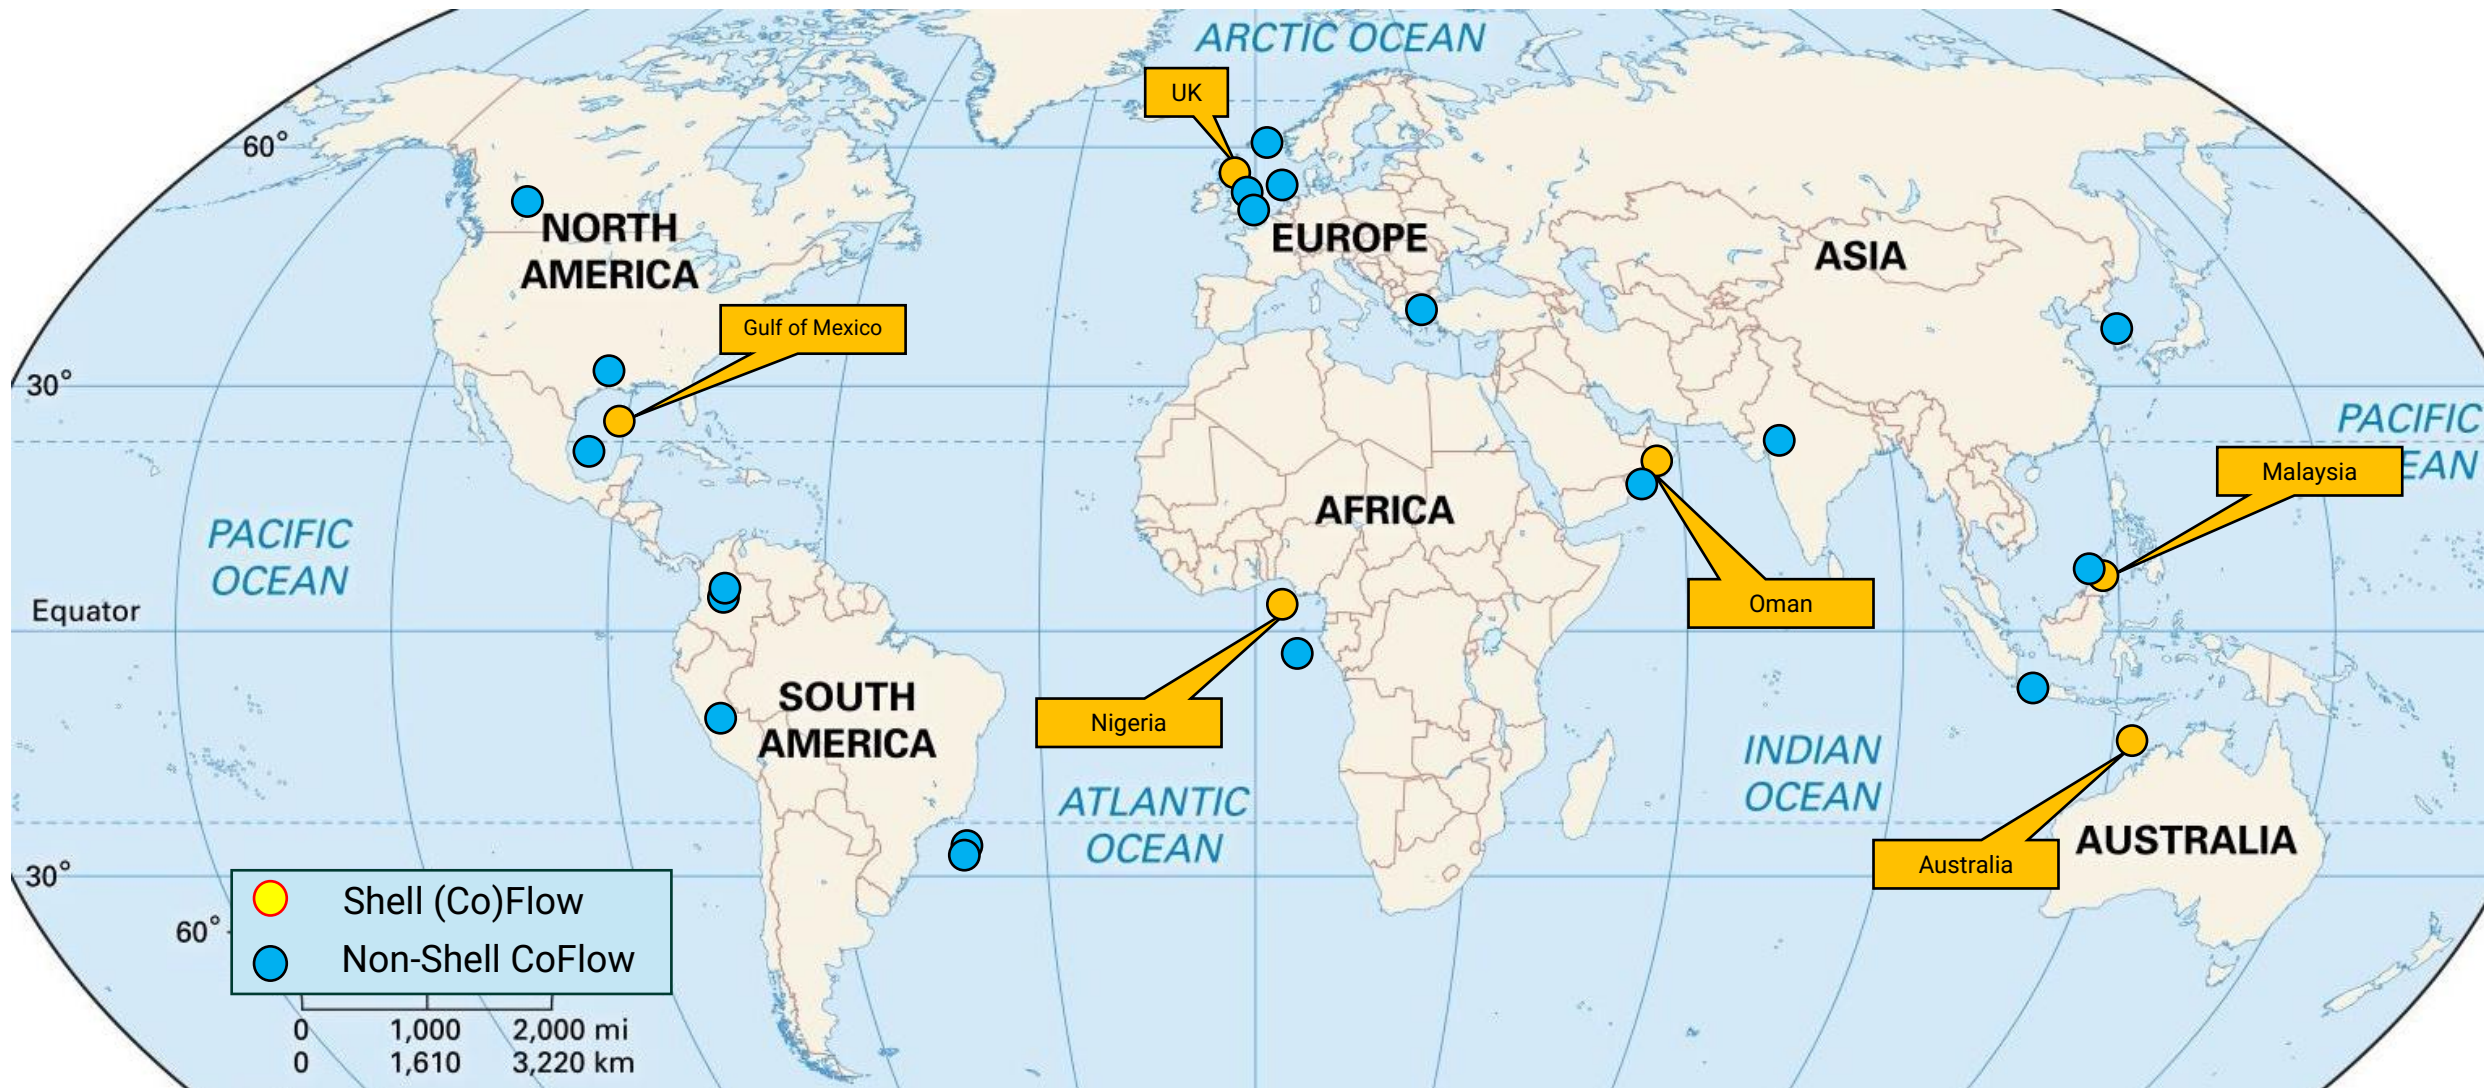 ARCTIC OCEAN
UK
60°
NORTH
AMERICA
EUROPE
ASIA
Gulf of Mexico
30°
PACIFIC
EAN
Malaysia
AFRICA
PACIFIC
OCEAN
Equator
Oman
SOUTH
AMERICA
Nigeria
INDIAN
OCEAN
ATLANTIC
OCEAN
AUSTRALIA
Australia
30°
Shell (Co)Flow
60°
Non-Shell CoFlow
0 1,000 2,000 mi
0 1,610 3,220 km